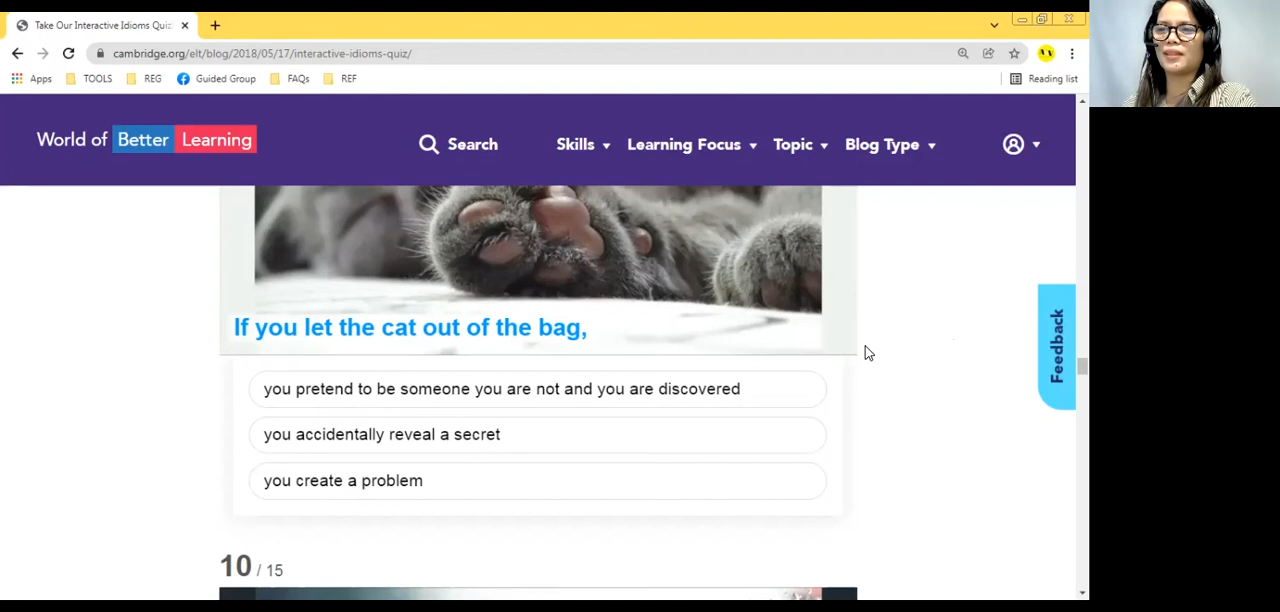 Take Our Interactive Idioms Quiz
cambridge.org/elt/blog/2018/05/17/interactive-idioms-quiz/
Apps TOOLS REG Guided Group FAQs REF Reading list
World of Better Learning Search Skills Learning Focus Topic Blog Type
If you let the cat out of the bag,
Feedback
you pretend to be someone you are not and you are discovered
you accidentally reveal a secret
you create a problem
10 / 15